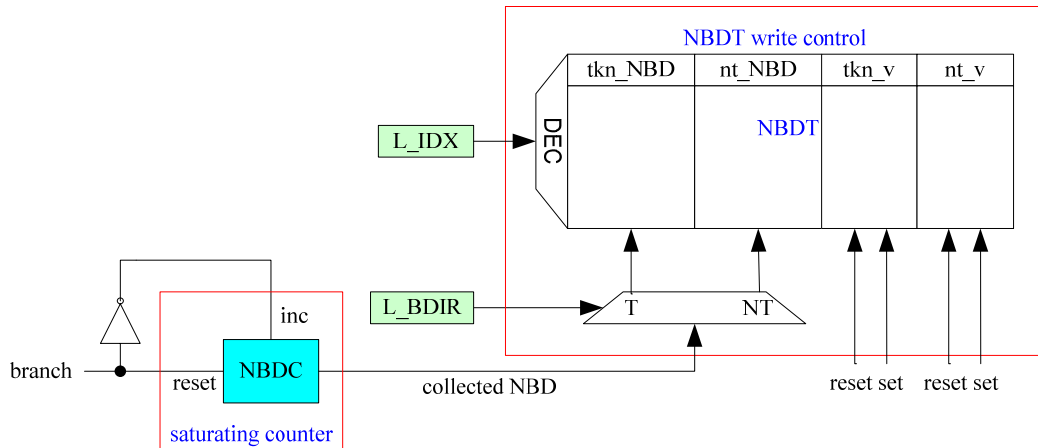 NBDT write control
tkn_NBD nt_NBD tkn_v nt_v
NBDT
DEC
L_IDX
L_BDIR
T NT
inc
branch
reset
NBDC
collected NBD
reset set reset set
saturating counter